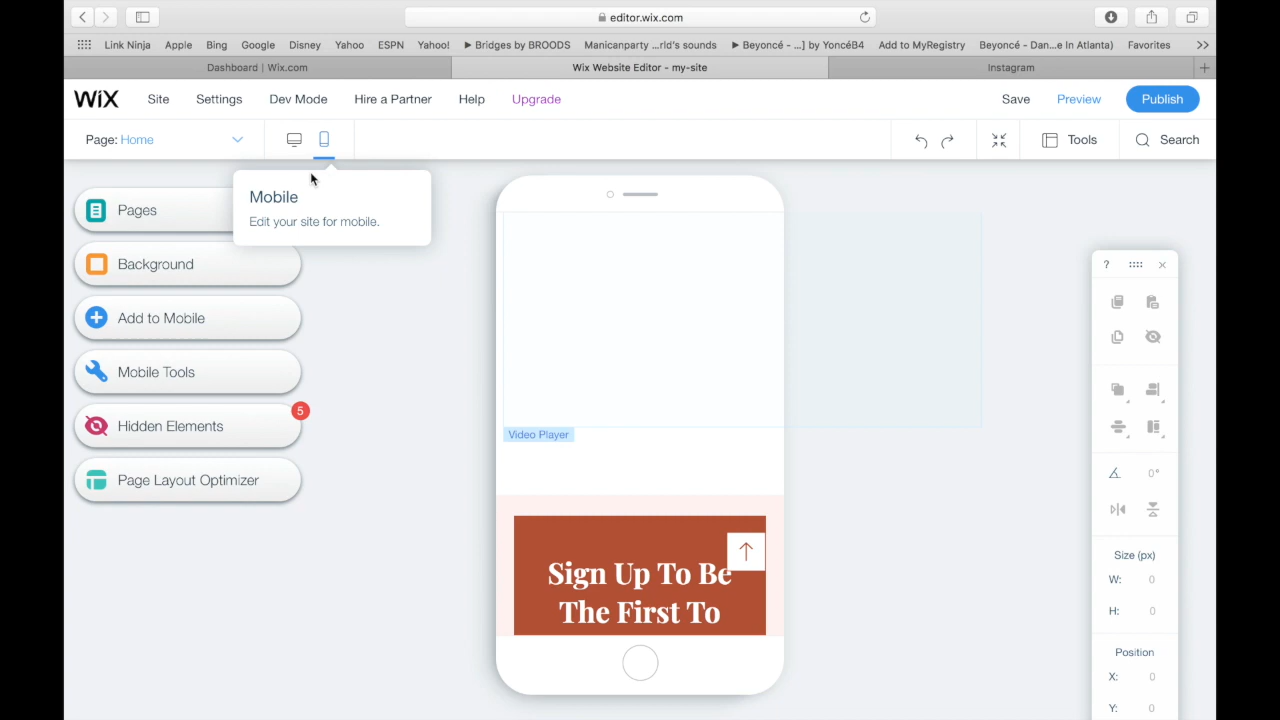 editor.wix.com
Link Ninja Apple Bing Google Disney Yahoo ESPN Yahoo! ▶ Bridges by BROODS Manicanparty ...rld's sounds ▶ Beyoncé - ...] by YoncéB4 Add to MyRegistry Beyoncé - Dan...e In Atlanta) Favorites >>
Dashboard | Wix.com Wix Website Editor - my-site Instagram +
WiX Site Settings Dev Mode Hire a Partner Help Upgrade Save Preview Publish
Page: Home Tools Search
Mobile
Edit your site for mobile.
Pages
Background
Add to Mobile
Mobile Tools
Hidden Elements 5
Page Layout Optimizer
Video Player
Sign Up To Be
The First To
?
0°
Size (px)
W: 0
H: 0
Position
X: 0
Y: 0